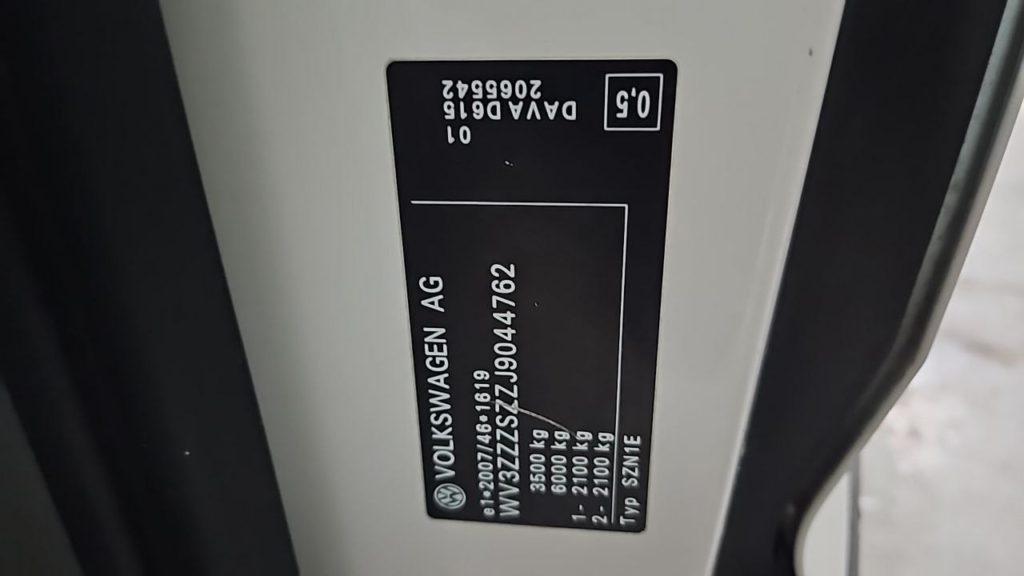 VOLKSWAGEN AG
e1*2007/46*1619
WV3ZZZSZZJ9044762
3500 kg
6000 kg
1- 2100 kg
2- 2100 kg
Typ SZN1E
01
DAVA D615
2065542
0,5